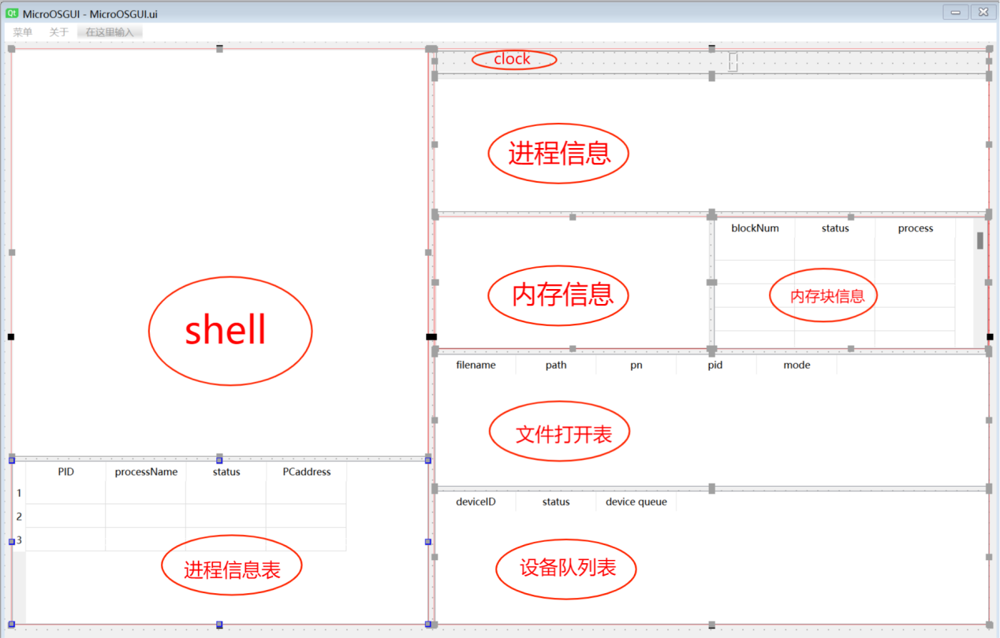 MicroOSGUI - MicroOSGUI.ui
菜单 关于 在这里输入
shell
PID processName status PCaddress
1
2
3
进程信息表
clock
进程信息
内存信息
blockNum status process
内存块信息
filename path pn pid mode
文件打开表
deviceID status device queue
设备队列表